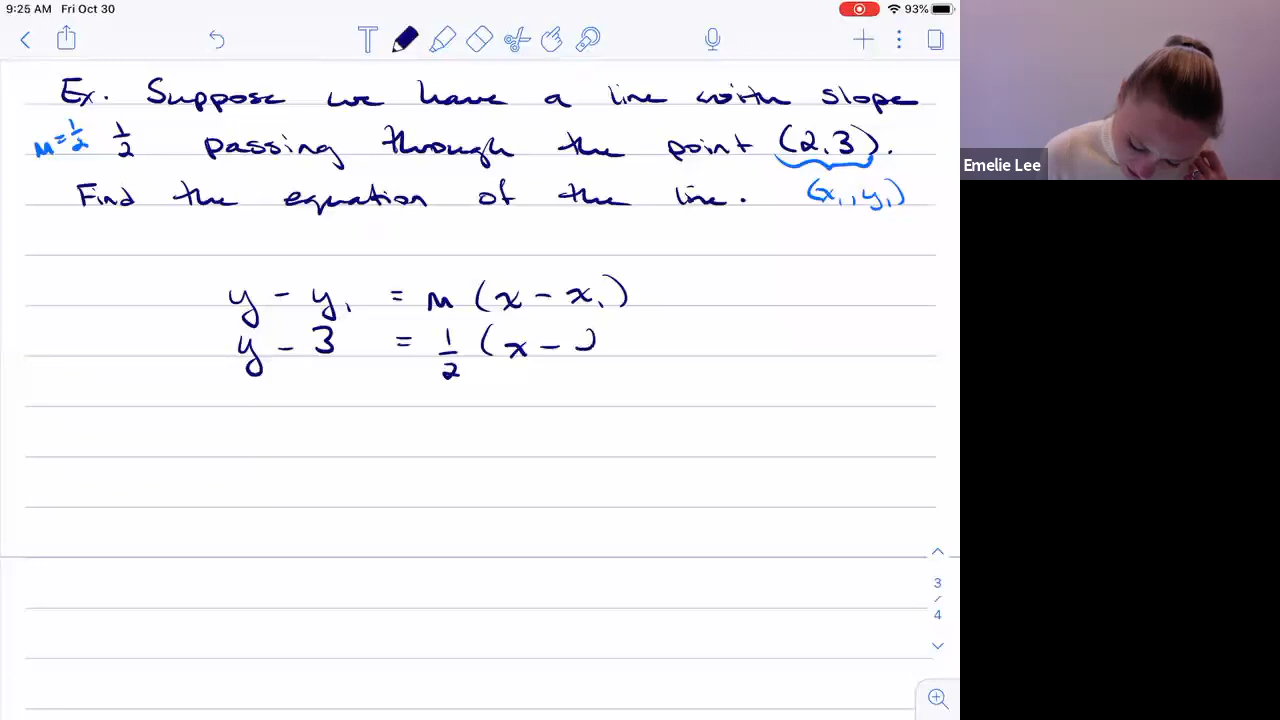 9:25 AM Fri Oct 30 93%
T
Ex. Suppose we have a line with slope
m=1/2 1/2 passing through the point (2,3).
Find the equation of the line. (x₁, y₁)
y - y₁ = m (x - x₁)
y - 3 = 1/2 (x -
3/4
Emelie Lee